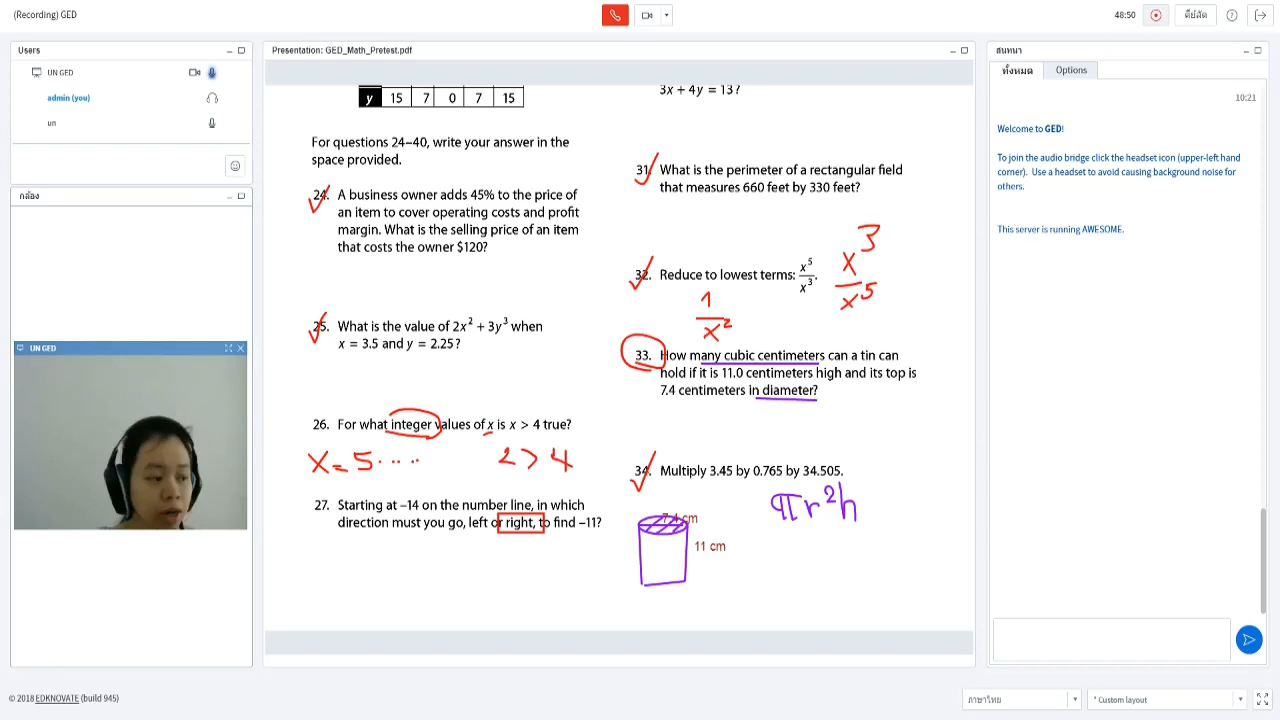 (Recording) GED
48:50
คีย์ลัด
Users
UN GED
admin (you)
un
กล้อง
UN GED
Presentation: GED_Math_Pretest.pdf
y 15 7 0 7 15
For questions 24–40, write your answer in the
space provided.
24. A business owner adds 45% to the price of
an item to cover operating costs and profit
margin. What is the selling price of an item
that costs the owner $120?
25. What is the value of 2x² + 3y³ when
x = 3.5 and y = 2.25?
26. For what integer values of x is x > 4 true?
x = 5 ..... 2 > 4
27. Starting at –14 on the number line, in which
direction must you go, left or right, to find –11?
3x + 4y = 13?
31. What is the perimeter of a rectangular field
that measures 660 feet by 330 feet?
32. Reduce to lowest terms: x⁵/x³.
x³/x⁵
1/x²
33. How many cubic centimeters can a tin can
hold if it is 11.0 centimeters high and its top is
7.4 centimeters in diameter?
34. Multiply 3.45 by 0.765 by 34.505.
πr²h
7.4 cm
11 cm
สนทนา
ทั้งหมด Options
10:21
Welcome to GED!
To join the audio bridge click the headset icon (upper-left hand
corner). Use a headset to avoid causing background noise for
others.
This server is running AWESOME.
© 2018 EDKNOVATE (build 945)
ภาษาไทย
* Custom layout